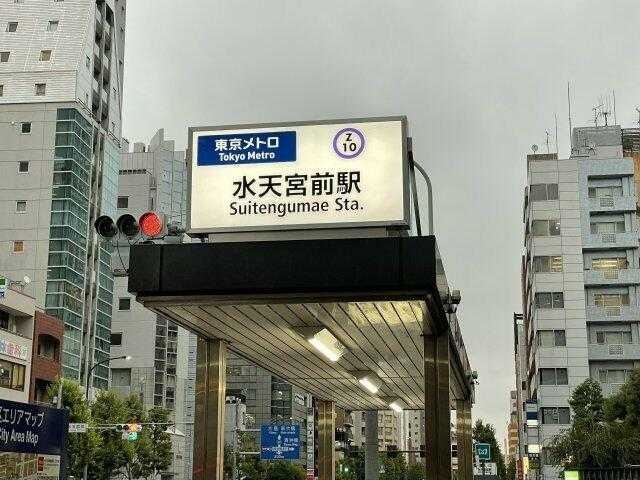 東京メトロ
Tokyo Metro
Z
10
水天宮前駅
Suitengumae Sta.
エリアマップ
City Area Map